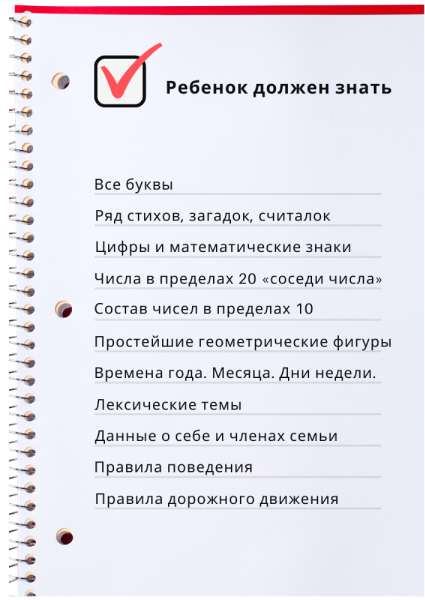 Ребенок должен знать
Все буквы
Ряд стихов, загадок, считалок
Цифры и математические знаки
Числа в пределах 20 «соседи числа»
Состав чисел в пределах 10
Простейшие геометрические фигуры
Времена года. Месяца. Дни недели.
Лексические темы
Данные о себе и членах семьи
Правила поведения
Правила дорожного движения